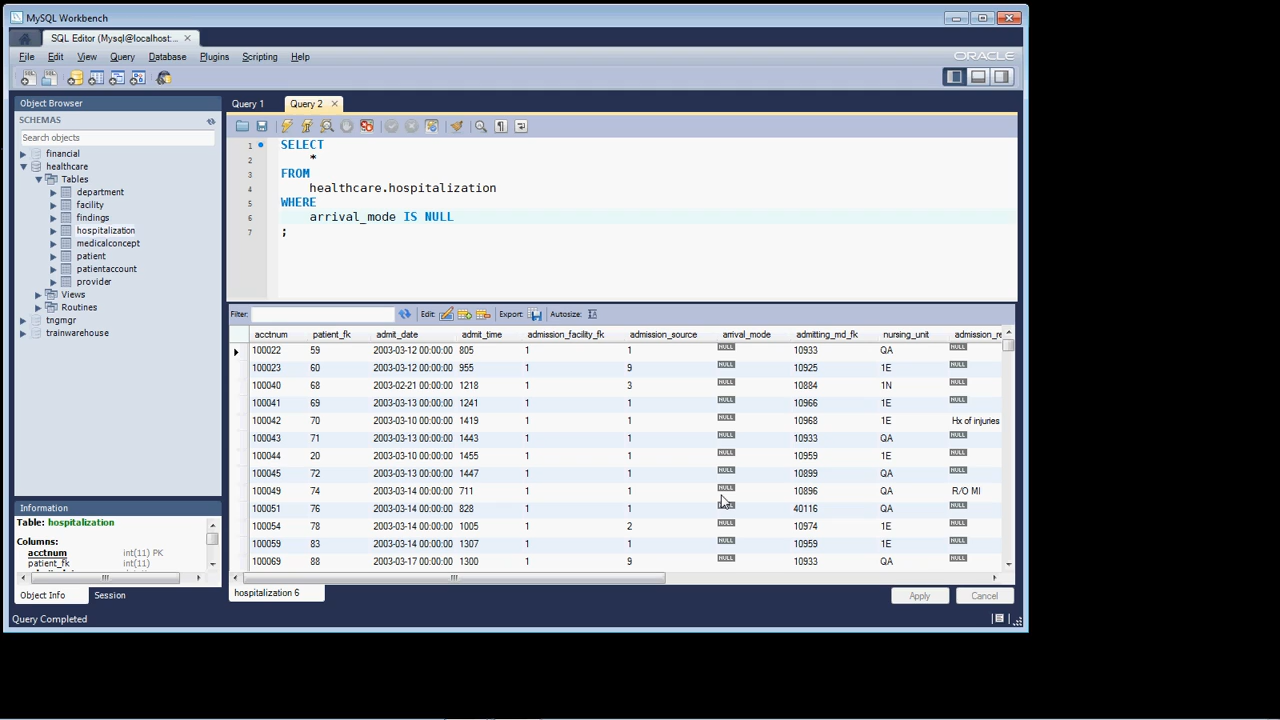 MySQL Workbench
SQL Editor (Mysql@localhost:...
File Edit View Query Database Plugins Scripting Help
ORACLE
Object Browser
SCHEMAS
Search objects
financial
healthcare
Tables
department
facility
findings
hospitalization
medicalconcept
patient
patientaccount
provider
Views
Routines
tngmgr
trainwarehouse
Information
Table: hospitalization
Columns:
acctnum int(11) PK
patient_fk int(11)
Object Info Session
Query Completed
Query 1 Query 2
1 SELECT
2 *
3 FROM
4 healthcare.hospitalization
5 WHERE
6 arrival_mode IS NULL
7 ;
Filter: Edit: Export: Autosize:
acctnum patient_fk admit_date admit_time admission_facility_fk admission_source arrival_mode admitting_md_fk nursing_unit admission_re
100022 59 2003-03-12 00:00:00 805 1 1 NULL 10933 QA NULL
100023 60 2003-03-12 00:00:00 955 1 9 NULL 10925 1E NULL
100040 68 2003-02-21 00:00:00 1218 1 3 NULL 10884 1N NULL
100041 69 2003-03-13 00:00:00 1241 1 1 NULL 10966 1E NULL
100042 70 2003-03-10 00:00:00 1419 1 1 NULL 10968 1E Hx of injuries
100043 71 2003-03-13 00:00:00 1443 1 1 NULL 10933 QA NULL
100044 20 2003-03-10 00:00:00 1455 1 1 NULL 10959 1E NULL
100045 72 2003-03-13 00:00:00 1447 1 1 NULL 10899 QA NULL
100049 74 2003-03-14 00:00:00 711 1 1 NULL 10896 QA R/O MI
100051 76 2003-03-14 00:00:00 828 1 1 NULL 40116 QA NULL
100054 78 2003-03-14 00:00:00 1005 1 2 NULL 10974 1E NULL
100059 83 2003-03-14 00:00:00 1307 1 1 NULL 10959 1E NULL
100069 88 2003-03-17 00:00:00 1300 1 9 NULL 10933 QA NULL
hospitalization 6
Apply Cancel